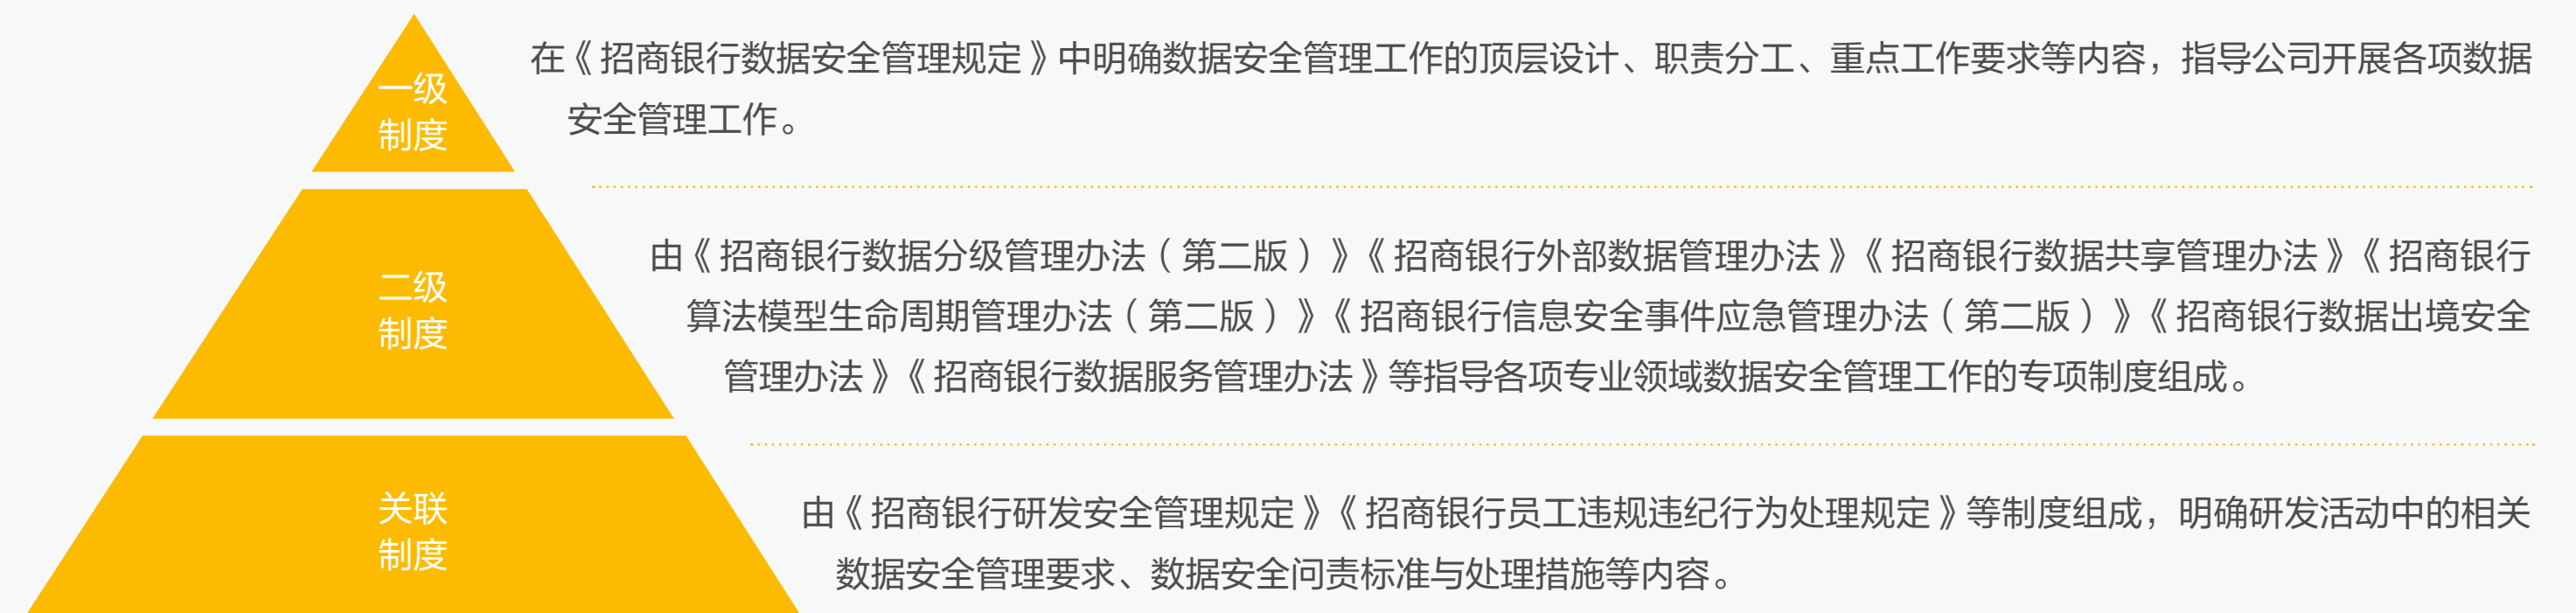 一级
制度
在《招商银行数据安全管理规定》中明确数据安全管理工作的顶层设计、职责分工、重点工作要求等内容，指导公司开展各项数据
安全管理工作。
二级
制度
由《招商银行数据分级管理办法（第二版）》《招商银行外部数据管理办法》《招商银行数据共享管理办法》《招商银行
算法模型生命周期管理办法（第二版）》《招商银行信息安全事件应急管理办法（第二版）》《招商银行数据出境安全
管理办法》《招商银行数据服务管理办法》等指导各项专业领域数据安全管理工作的专项制度组成。
关联
制度
由《招商银行研发安全管理规定》《招商银行员工违规违纪行为处理规定》等制度组成，明确研发活动中的相关
数据安全管理要求、数据安全问责标准与处理措施等内容。